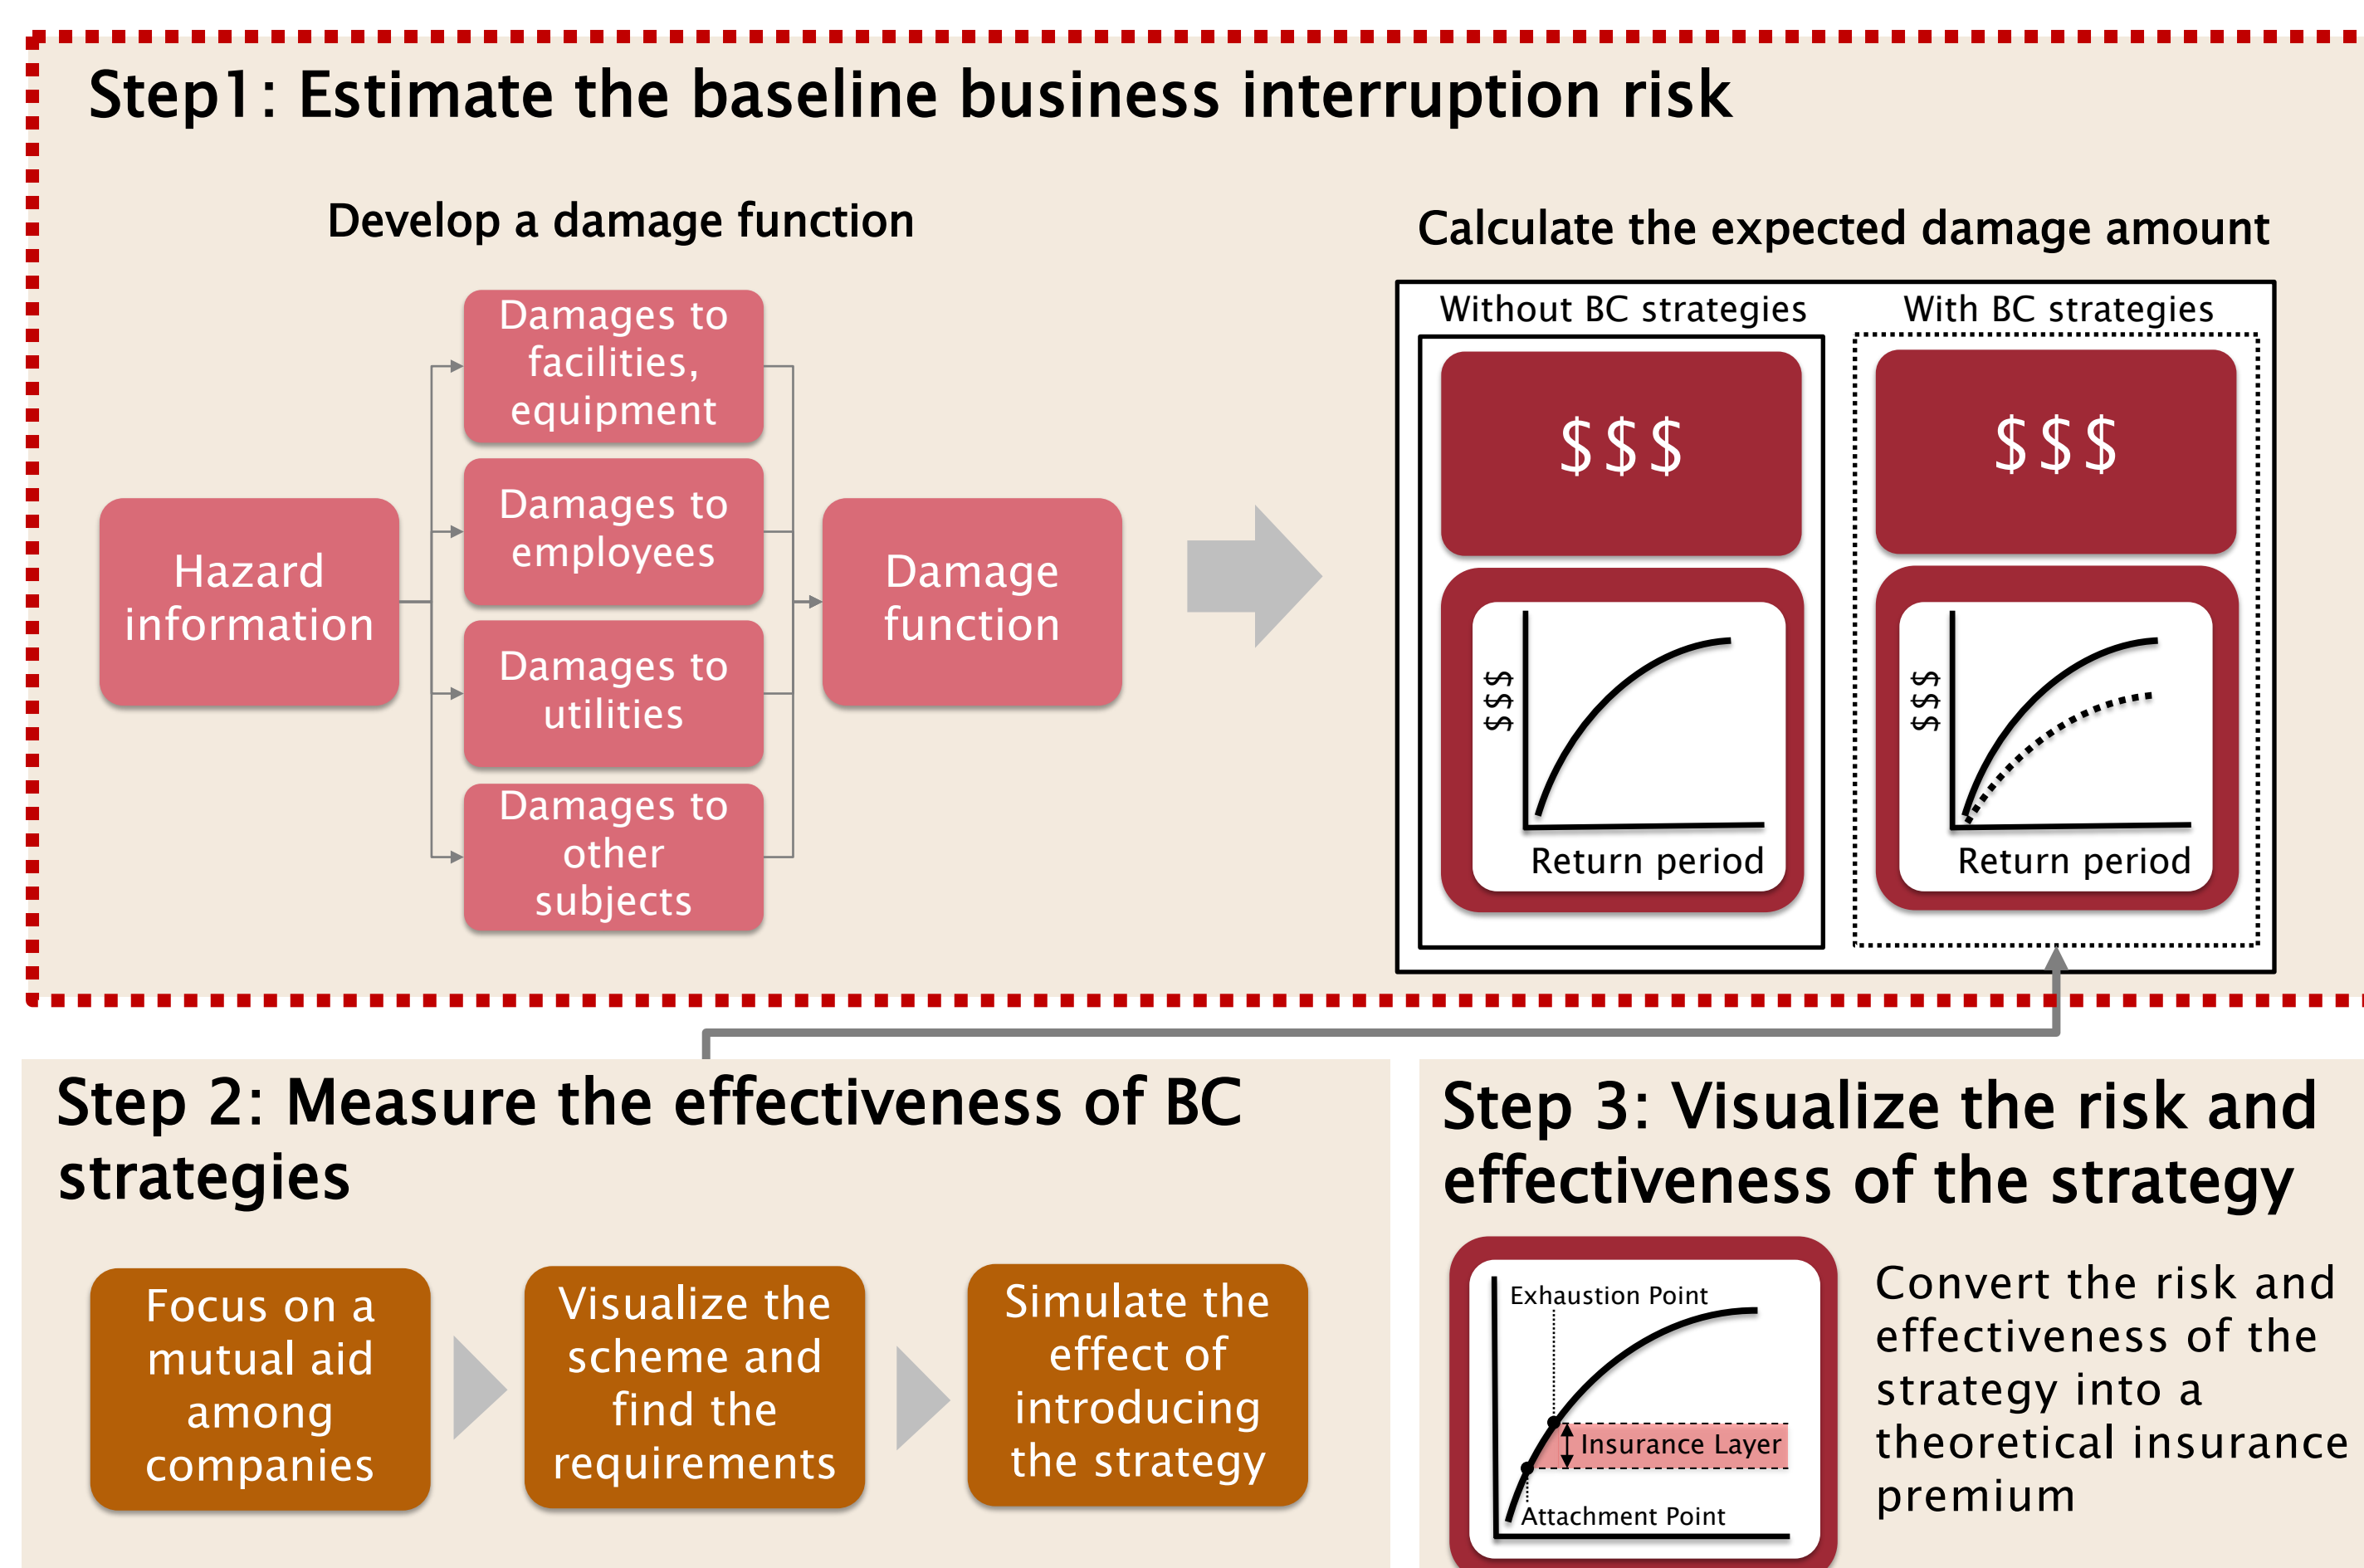 Step1: Estimate the baseline business interruption risk
Develop a damage function
Hazard
information
Damages to
facilities,
equipment
Damages to
employees
Damages to
utilities
Damages to
other
subjects
Damage
function
Calculate the expected damage amount
Without BC strategies
$$$
$$$
Return period
With BC strategies
$$$
$$$
Return period
Step 2: Measure the effectiveness of BC
strategies
Focus on a
mutual aid
among
companies
Visualize the
scheme and
find the
requirements
Simulate the
effect of
introducing
the strategy
Step 3: Visualize the risk and
effectiveness of the strategy
Exhaustion Point
Insurance Layer
Attachment Point
Convert the risk and
effectiveness of the
strategy into a
theoretical insurance
premium